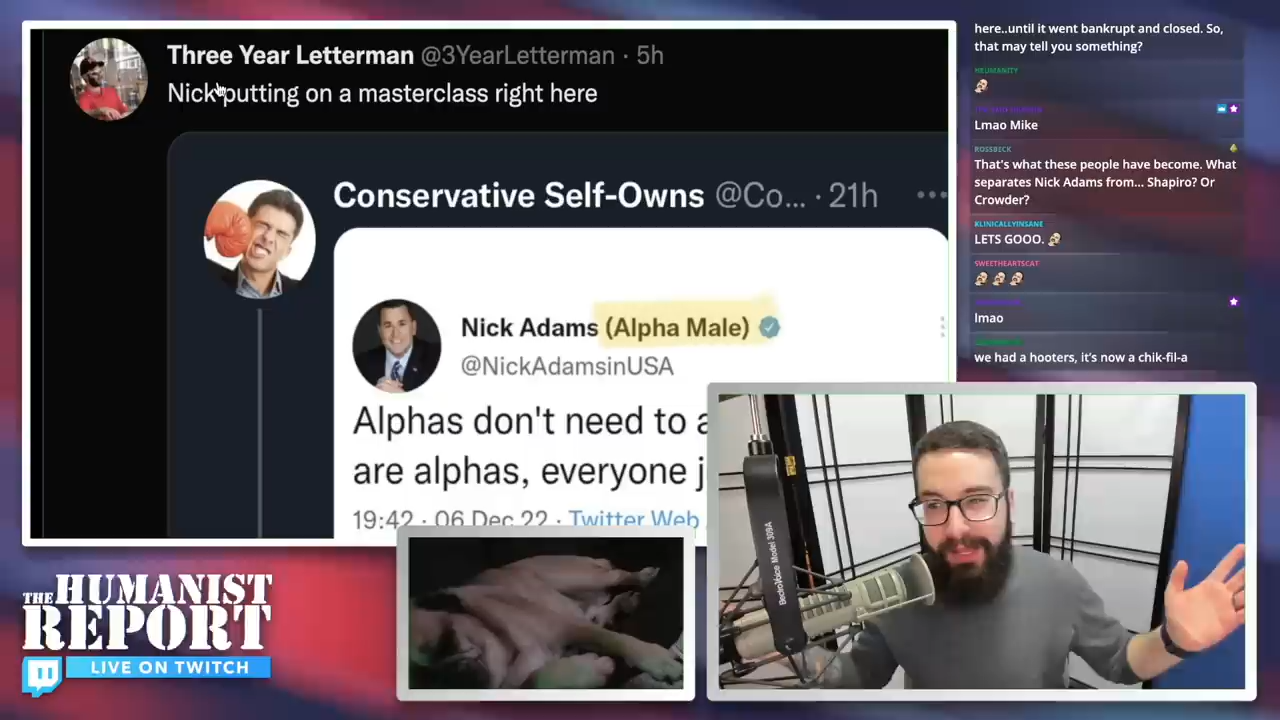 Three Year Letterman @3YearLetterman · 5h
Nick putting on a masterclass right here
Conservative Self-Owns @Co... · 21h
Nick Adams (Alpha Male)
@NickAdamsinUSA
Alphas don't need to a
are alphas, everyone j
19:42 · 06 Dec 22 · Twitter Web
here..until it went bankrupt and closed. So,
that may tell you something?
HEUMANITY
Lmao Mike
ROSSBECK
That's what these people have become. What
separates Nick Adams from... Shapiro? Or
Crowder?
KLINICALLYINSANE
LETS GOOO.
SWEETHEARTSCAT
lmao
we had a hooters, it's now a chik-fil-a
THE HUMANIST
REPORT
LIVE ON TWITCH
ElectroVoice Model 309A